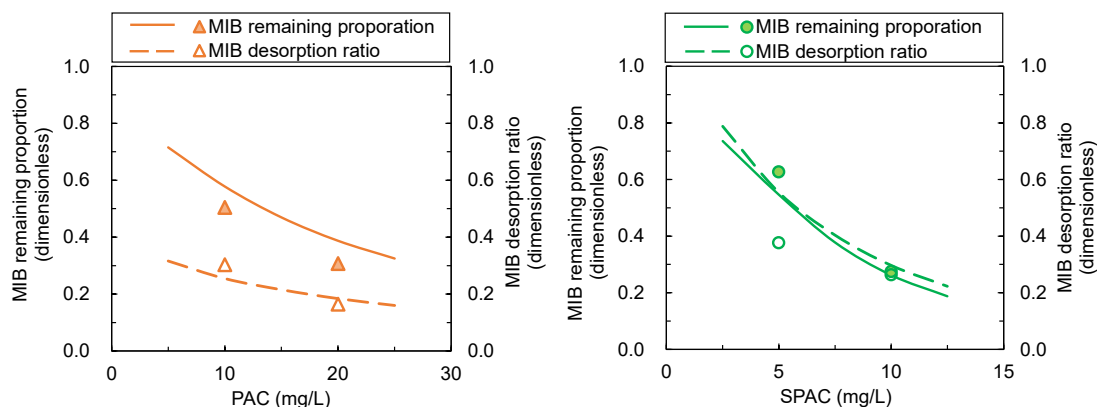 MIB remaining proporation
MIB desorption ratio
1.0
0.8
0.6
0.4
0.2
0.0
MIB remaining proportion
(dimensionless)
1.0
0.8
0.6
0.4
0.2
0.0
MIB desorption ratio
(dimensionless)
0
10
20
30
PAC (mg/L)
MIB remaining proporation
MIB desorption ratio
1.0
0.8
0.6
0.4
0.2
0.0
MIB remaining proportion
(dimensionless)
1.0
0.8
0.6
0.4
0.2
0.0
MIB desorption ratio
(dimensionless)
0
5
10
15
SPAC (mg/L)